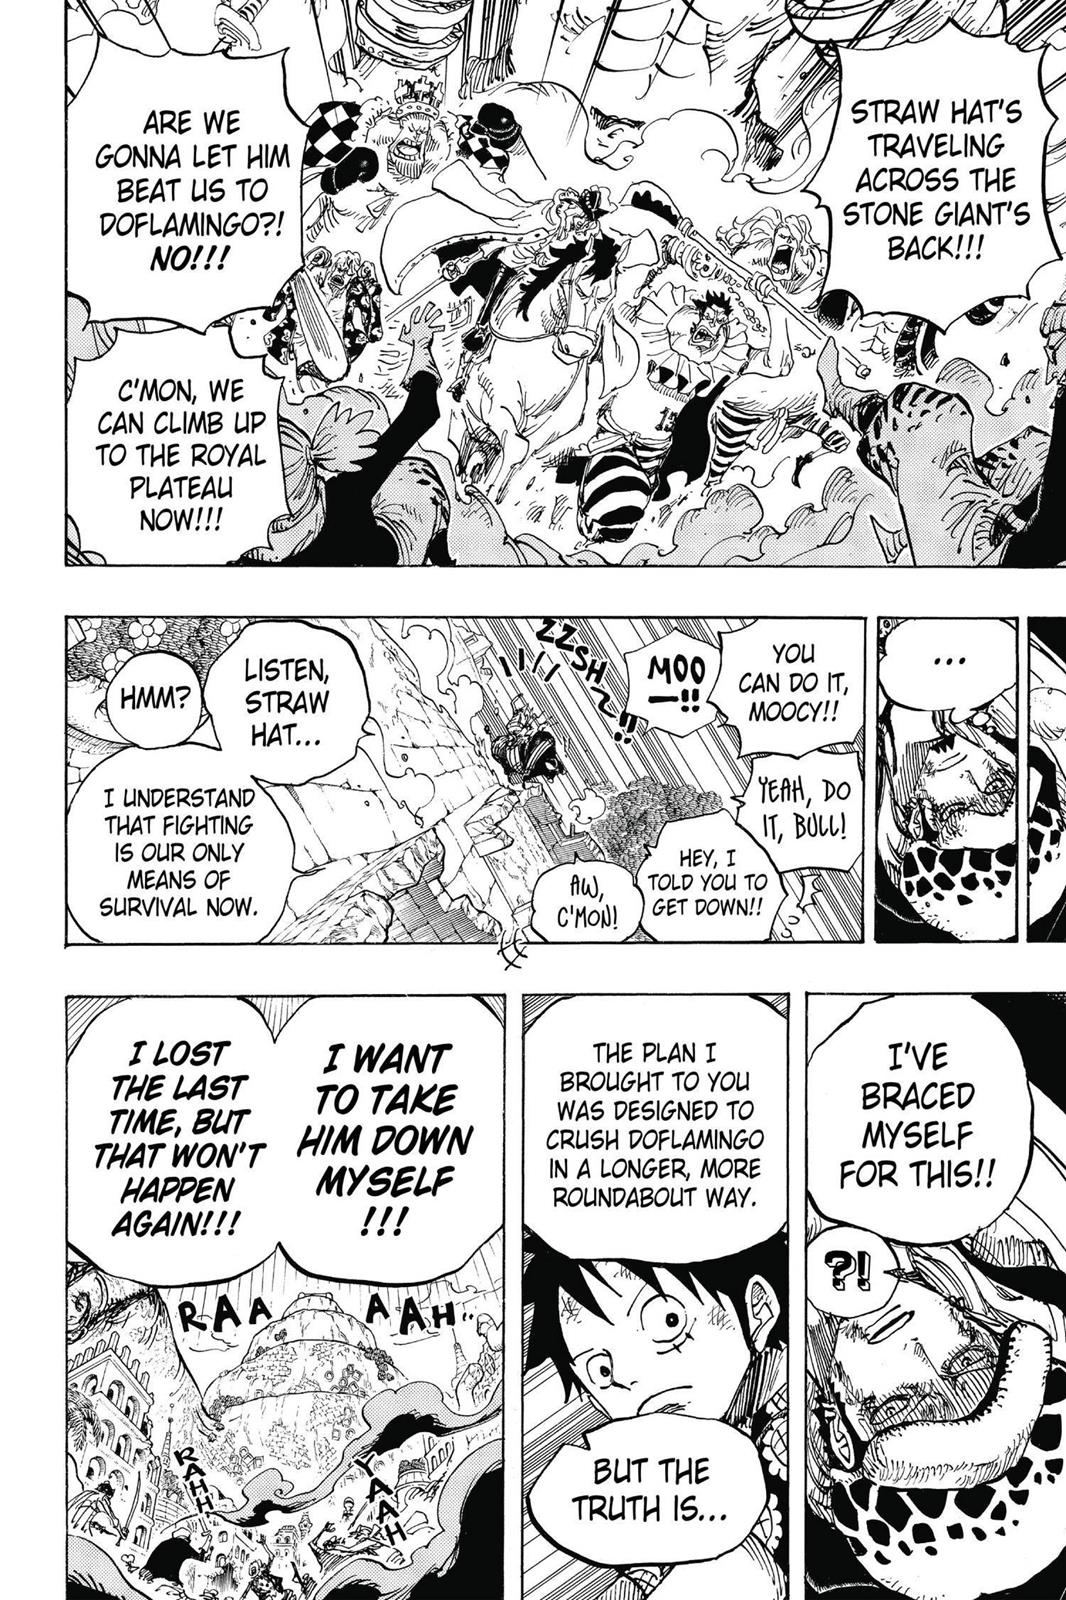 STRAW HAT'S
TRAVELING
ACROSS THE
STONE GIANT'S
BACK!!!
ARE WE
GONNA LET HIM
BEAT US TO
DOFLAMINGO?!
NO!!!
C'MON, WE
CAN CLIMB UP
TO THE ROYAL
PLATEAU
NOW!!!
15
...
YOU
CAN DO IT,
MOOCY!!
YEAH, DO
IT, BULL!
MOO
—!!
HEY, I
TOLD YOU TO
GET DOWN!!
AW,
C'MON!
ZZSH
~!!
LISTEN,
STRAW
HAT...
HMM?
I UNDERSTAND
THAT FIGHTING
IS OUR ONLY
MEANS OF
SURVIVAL NOW.
I'VE
BRACED
MYSELF
FOR THIS!!
?!
THE PLAN I
BROUGHT TO YOU
WAS DESIGNED TO
CRUSH DOFLAMINGO
IN A LONGER, MORE
ROUNDABOUT WAY.
BUT THE
TRUTH IS...
I WANT
TO TAKE
HIM DOWN
MYSELF
!!!
I LOST
THE LAST
TIME, BUT
THAT WON'T
HAPPEN
AGAIN!!!
RAA AAH..
RAHH!
YAAAH